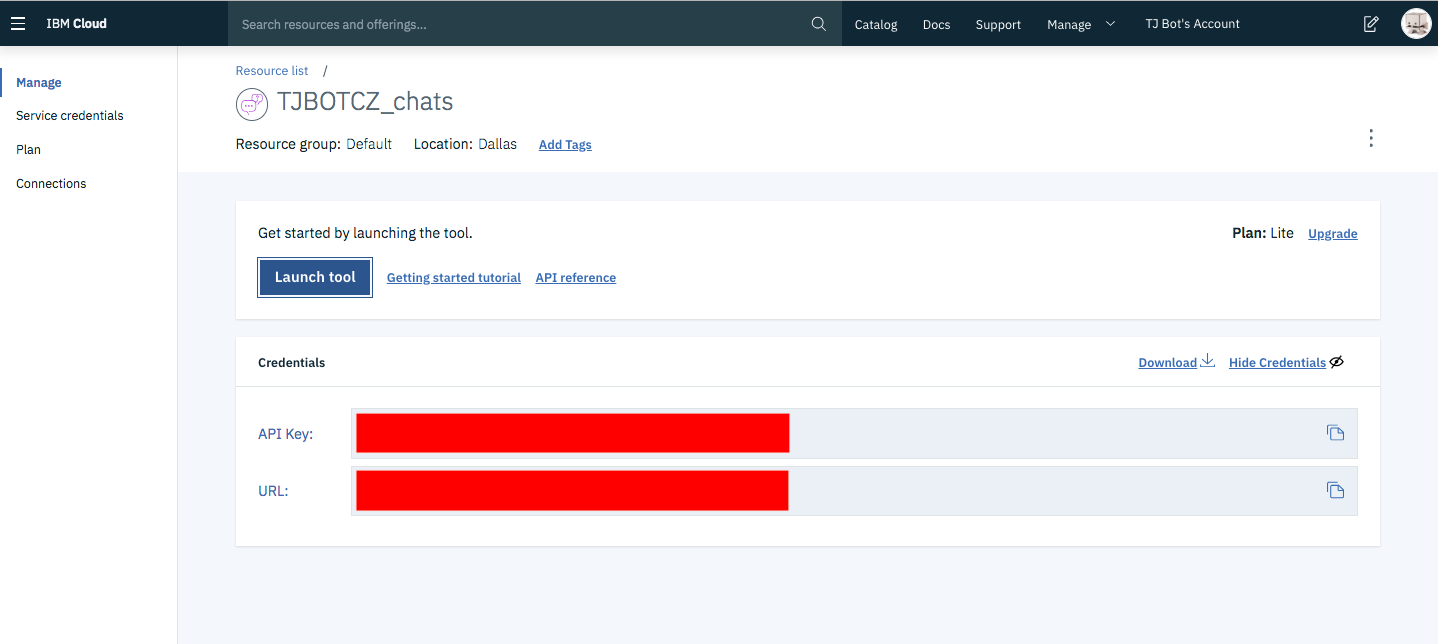 IBM Cloud
Search resources and offerings...
Catalog
Docs
Support
Manage
TJ Bot's Account
Manage
Service credentials
Plan
Connections
Resource list /
TJBOTCZ_chats
Resource group: Default
Location: Dallas
Add Tags
Get started by launching the tool.
Plan: Lite
Upgrade
Launch tool
Getting started tutorial
API reference
Credentials
Download
Hide Credentials
API Key:
URL: